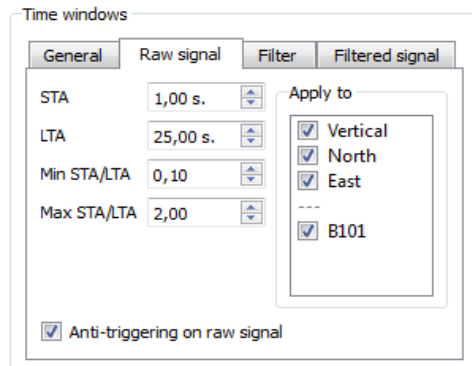 Time windows
General Raw signal Filter Filtered signal
STA 1,00 s.
LTA 25,00 s.
Min STA/LTA 0,10
Max STA/LTA 2,00
Apply to
Vertical
North
East
---
B101
Anti-triggering on raw signal